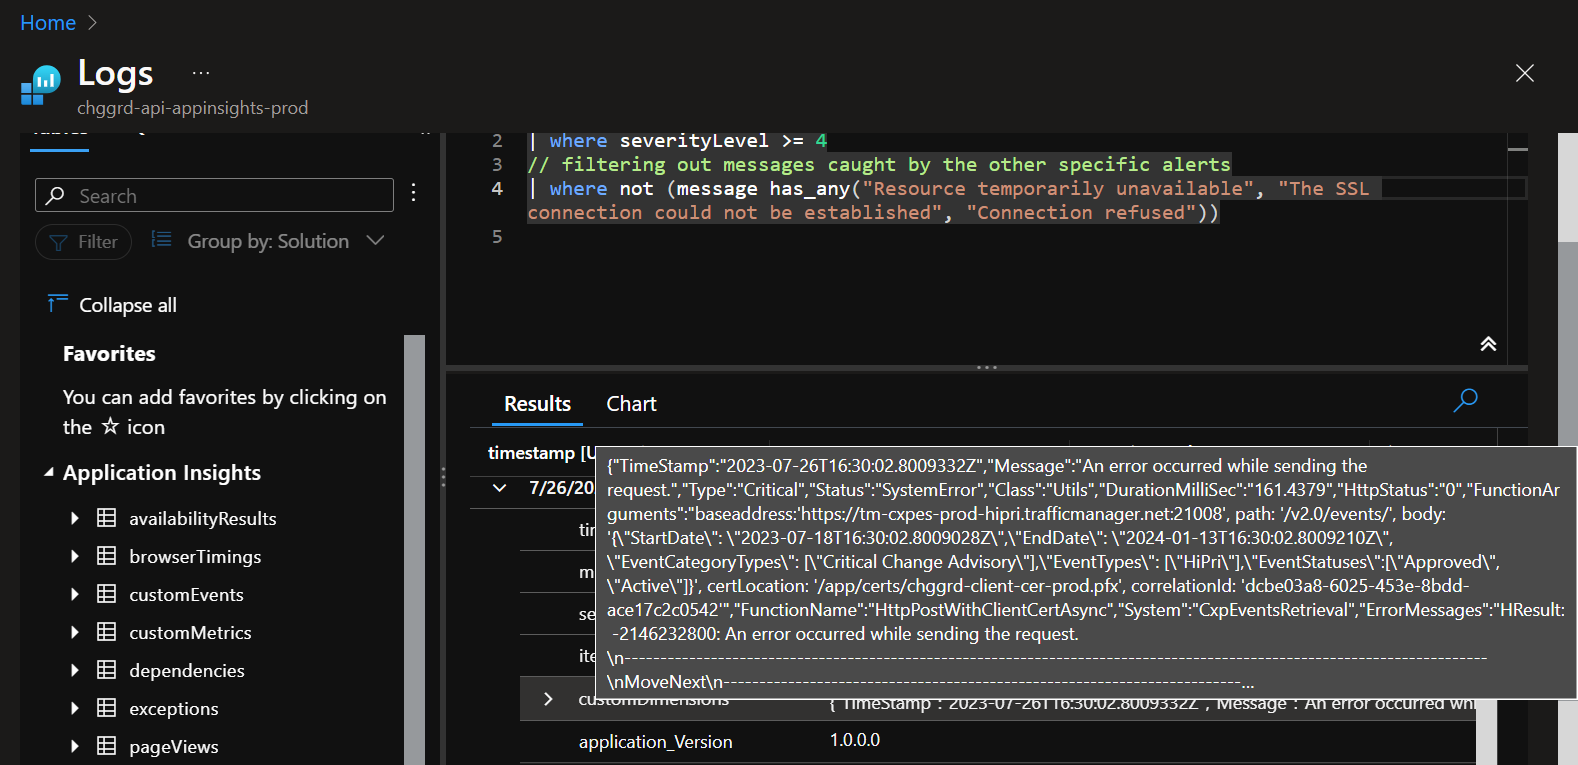 Home
Logs ...
chggrd-api-appinsights-prod
Search
Filter
Group by: Solution
Collapse all
Favorites
You can add favorites by clicking on
the ☆ icon
Application Insights
availabilityResults
browserTimings
customEvents
customMetrics
dependencies
exceptions
pageViews
2 | where severityLevel >= 4
3 // filtering out messages caught by the other specific alerts
4 | where not (message has_any("Resource temporarily unavailable", "The SSL
connection could not be established", "Connection refused"))
5
Results Chart
timestamp [U
7/26/20
{"TimeStamp":"2023-07-26T16:30:02.8009332Z","Message":"An error occurred while sending the
request.","Type":"Critical","Status":"SystemError","Class":"Utils","DurationMilliSec":"161.4379","HttpStatus":"0","FunctionAr
guments":"baseaddress:'https://tm-cxpes-prod-hipri.trafficmanager.net:21008', path: '/v2.0/events/', body:
'{\"StartDate\": \"2023-07-18T16:30:02.8009028Z\",\"EndDate\": \"2024-01-13T16:30:02.8009210Z\",
\"EventCategoryTypes\": [\"Critical Change Advisory\"],\"EventTypes\": [\"HiPri\"],\"EventStatuses\":[\"Approved\",
\"Active\"]}', certLocation: '/app/certs/chggrd-client-cer-prod.pfx', correlationId: 'dcbe03a8-6025-453e-8bdd-
ace17c2c0542'","FunctionName":"HttpPostWithClientCertAsync","System":"CxpEventsRetrieval","ErrorMessages":"HResult:
-2146232800: An error occurred while sending the request.
\n------------------------------------------------------------------------------------------------------------------------
\nMoveNext\n------------------------------------------------------------------------...
customDimensions {"TimeStamp":"2023-07-26T16:30:02.8009332Z","Message":"An error occurred whi
application_Version 1.0.0.0